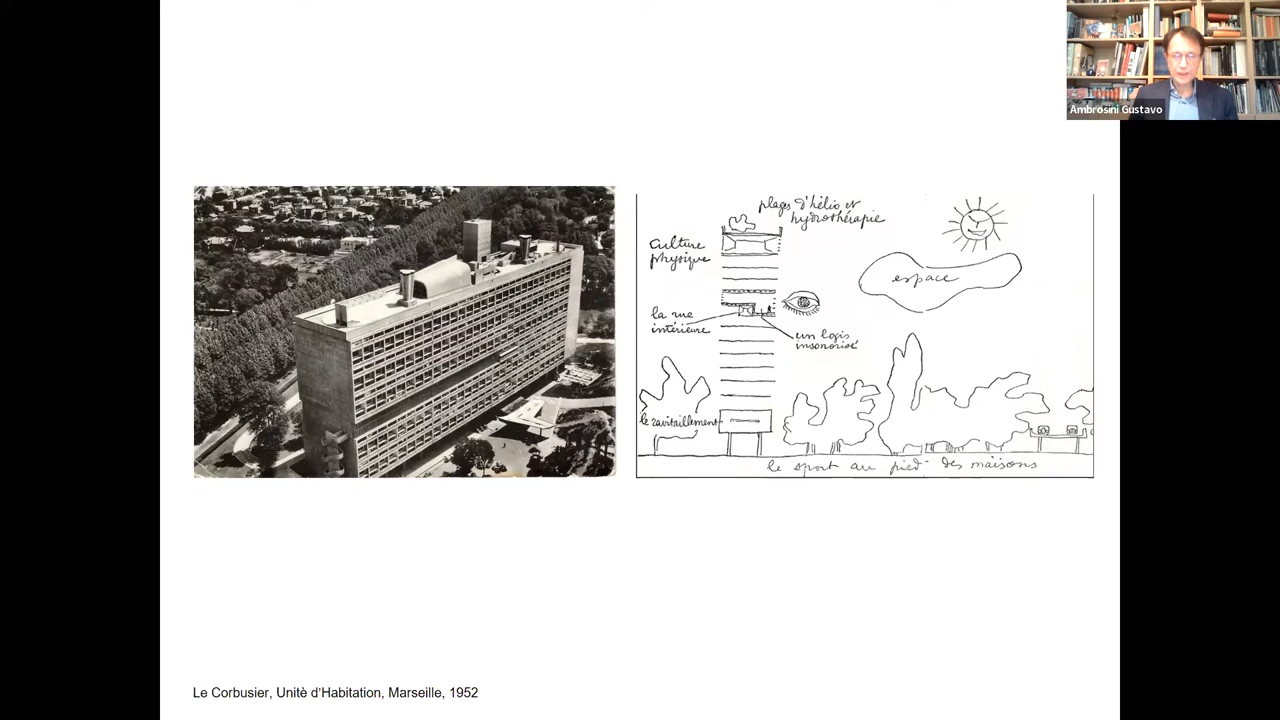 Ambrosini Gustavo
plages d'hélio et
hydrothérapie
culture
physique
espace
la rue
intérieure
un logis
insonorisé
le ravitaillement
le sport au pied des maisons
Le Corbusier, Unitè d'Habitation, Marseille, 1952